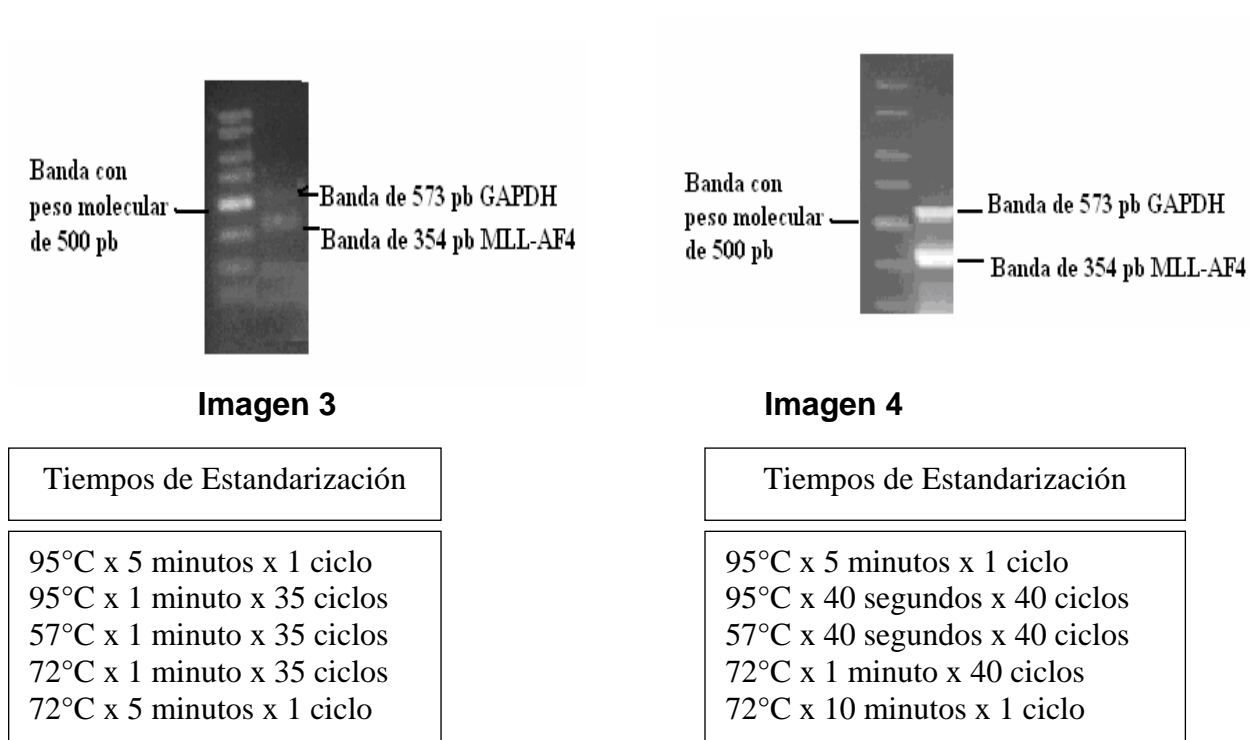 Banda con
peso molecular
de 500 pb
Banda de 573 pb GAPDH
Banda de 354 pb MLL-AF4
Imagen 3
Tiempos de Estandarización
95°C x 5 minutos x 1 ciclo
95°C x 1 minuto x 35 ciclos
57°C x 1 minuto x 35 ciclos
72°C x 1 minuto x 35 ciclos
72°C x 5 minutos x 1 ciclo
Banda con
peso molecular
de 500 pb
Banda de 573 pb GAPDH
Banda de 354 pb MLL-AF4
Imagen 4
Tiempos de Estandarización
95°C x 5 minutos x 1 ciclo
95°C x 40 segundos x 40 ciclos
57°C x 40 segundos x 40 ciclos
72°C x 1 minuto x 40 ciclos
72°C x 10 minutos x 1 ciclo